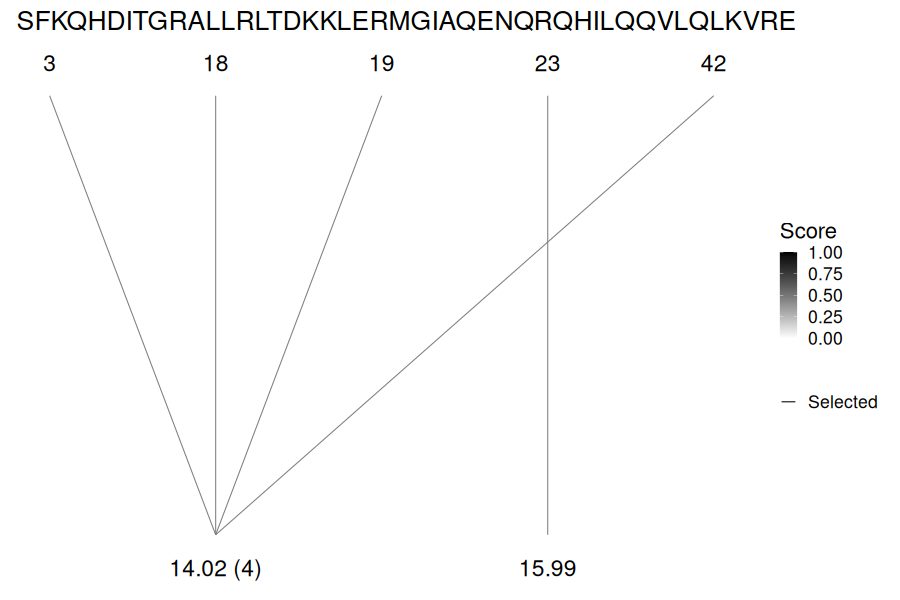 SFKQHDITGRALLRLTDKKLERMGIAQENQRQHILQQVLQLKVRE
3 18 19 23 42
Score
1.00
0.75
0.50
0.25
0.00
Selected
14.02 (4) 15.99